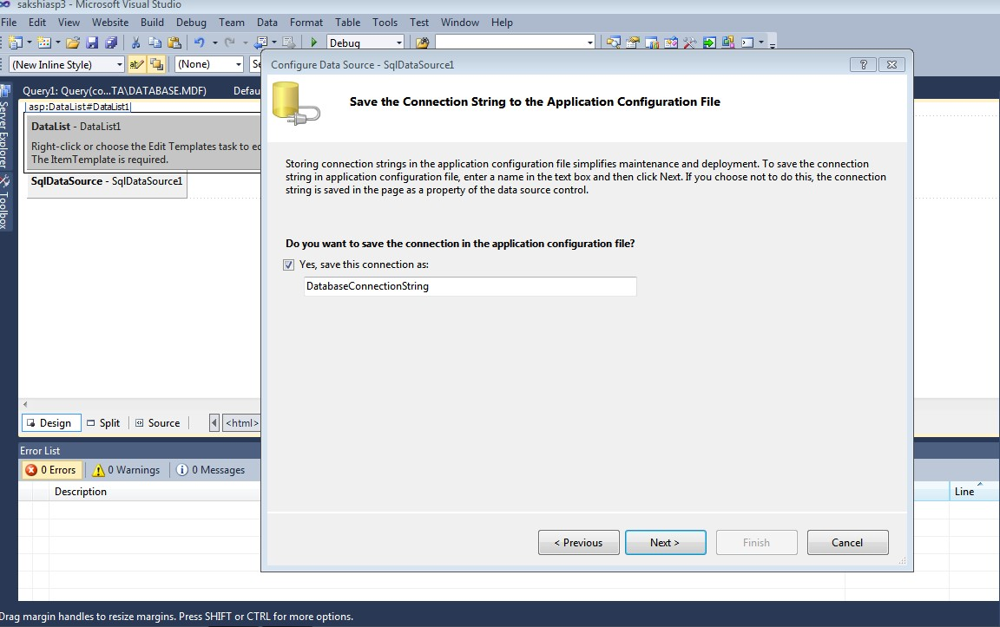 sakshiasp3 - Microsoft Visual Studio
File Edit View Website Build Debug Team Data Format Table Tools Test Window Help
Debug
(New Inline Style) (None) Se
Configure Data Source - SqlDataSource1
Query1: Query(co...TA\DATABASE.MDF) Defau
Server Explorer
Toolbox
asp:DataList#DataList1
DataList - DataList1
Right-click or choose the Edit Templates task to ed
The ItemTemplate is required.
SqlDataSource - SqlDataSource1
Save the Connection String to the Application Configuration File
Storing connection strings in the application configuration file simplifies maintenance and deployment. To save the connection
string in application configuration file, enter a name in the text box and then click Next. If you choose not to do this, the connection
string is saved in the page as a property of the data source control.
Do you want to save the connection in the application configuration file?
Yes, save this connection as:
DatabaseConnectionString
Design Split Source <html>
Error List
0 Errors 0 Warnings 0 Messages
Description Line
< Previous Next > Finish Cancel
Drag margin handles to resize margins. Press SHIFT or CTRL for more options.